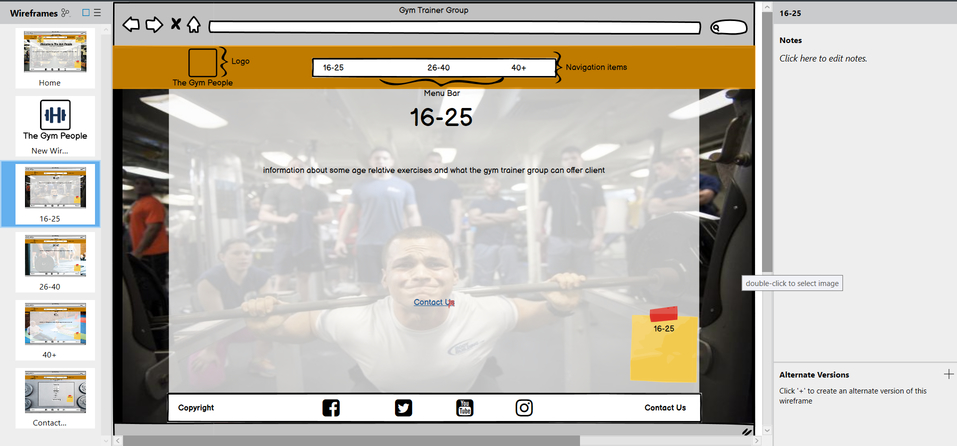 Wireframes
Home
The Gym People
New Wir...
16-25
26-40
40+
Contact...
Gym Trainer Group
Logo
The Gym People
16-25 26-40 40+
Navigation items
Menu Bar
16-25
information about some age relative exercises and what the gym trainer group can offer client
Contact Us
16-25
Copyright
You
Tube
Contact Us
double-click to select image
16-25
Notes
Click here to edit notes.
Alternate Versions
Click '+' to create an alternate version of this
wireframe